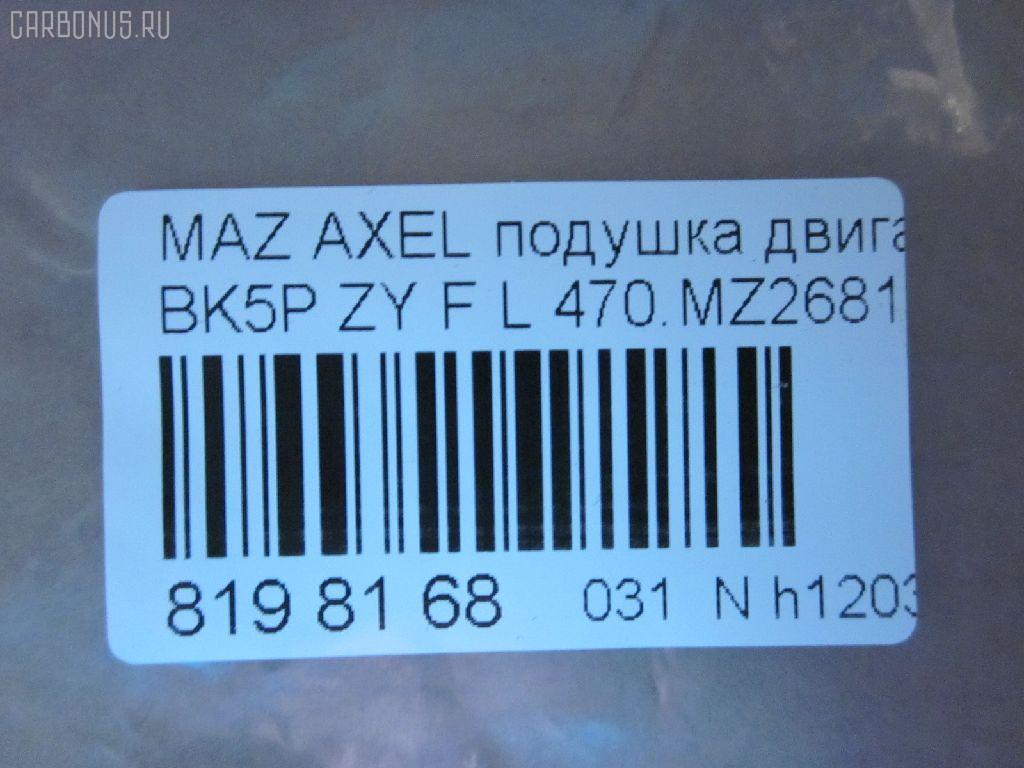 CARBONUS.RU
MAZ AXEL подушка двига
BK5P ZY F L 470.MZ2681
819 81 68 031 N h1203